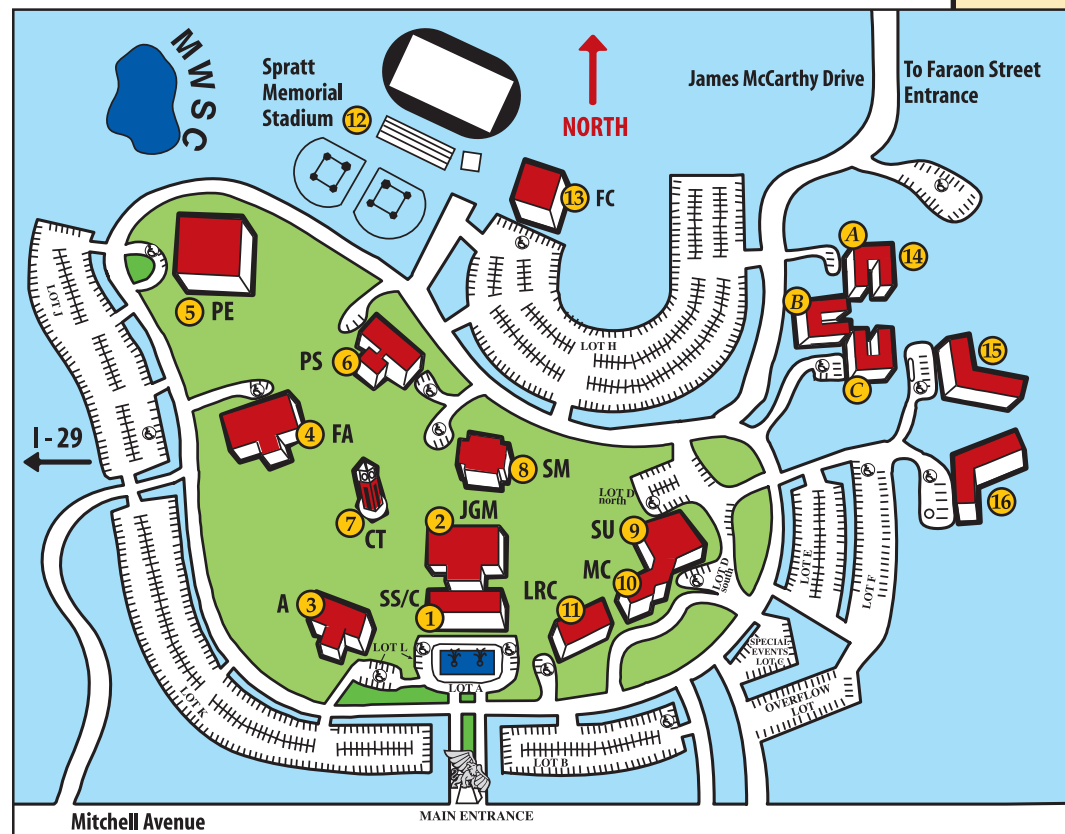 MWSC
Spratt
Memorial
Stadium 12
NORTH
James McCarthy Drive
To Faraon Street
Entrance
13 FC
A
14
B
C
15
16
LOT J
5 PE
LOT H
PS
6
I - 29
4 FA
8 SM
7
CT
JGM
2
LOT D
north
SU 9
MC
10
LOT D
south
LRC
11
SS/C
1
A 3
LOT L
LOT A
LOT E
LOT F
SPECIAL
EVENTS
LOT C
OVERFLOW
LOT
LOT K
LOT B
MAIN ENTRANCE
Mitchell Avenue